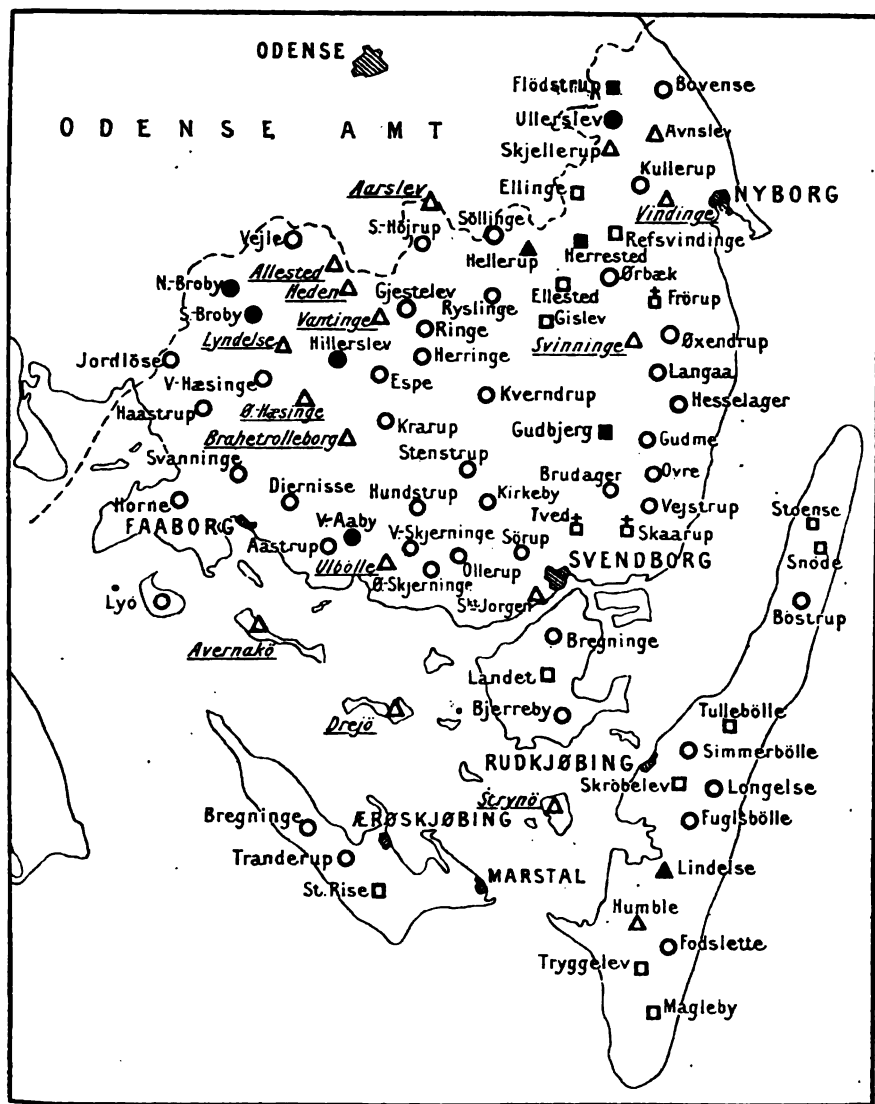 ODENSE
Flödstrup
Bovense
ODENSE AMT
Ullerslev
Avnslev
Skjellerup
Kullerup
Aarslev
Ellinge
NYBORG
Vindinge
Vejle
S.-Höjrup
Söllinge
Refsvindinge
Hellerup
Herrested
Allested
Ørbæk
N.-Broby
Heden
Gjestelev
Ryslinge
Ellested
Frörup
S.-Broby
Vantinge
Ringe
Gislev
Lyndelse
Hillerslev
Svinninge
Øxendrup
Jordlöse
Herringe
V-Hæsinge
Espe
Langaa
Haastrup
Ø-Hæsinge
Kverndrup
Hesselager
Brahetrolleborg
Krarup
Gudbjerg
Gudme
Svanninge
Stenstrup
Brudager
Ovre
Horne
Diernisse
Hundstrup
Kirkeby
Vejstrup
Stoense
FAABORG
V-Aaby
Tved
Skaarup
Aastrup
V-Skjerninge
Sörup
Snöde
Ulbölle
Ollerup
SVENDBORG
Ø-Skjerninge
Lyö
Skt Jorgen
Böstrup
Avernakö
Bregninge
Landet
Drejö
Bjerreby
Tullebölle
RUDKJØBING
Simmerbölle
Skröbelev
Longelse
Strynö
Bregninge
ÆRØSKJØBING
Fuglsbölle
Tranderup
MARSTAL
Lindelse
St. Rise
Humble
Fodslette
Tryggelev
Magleby